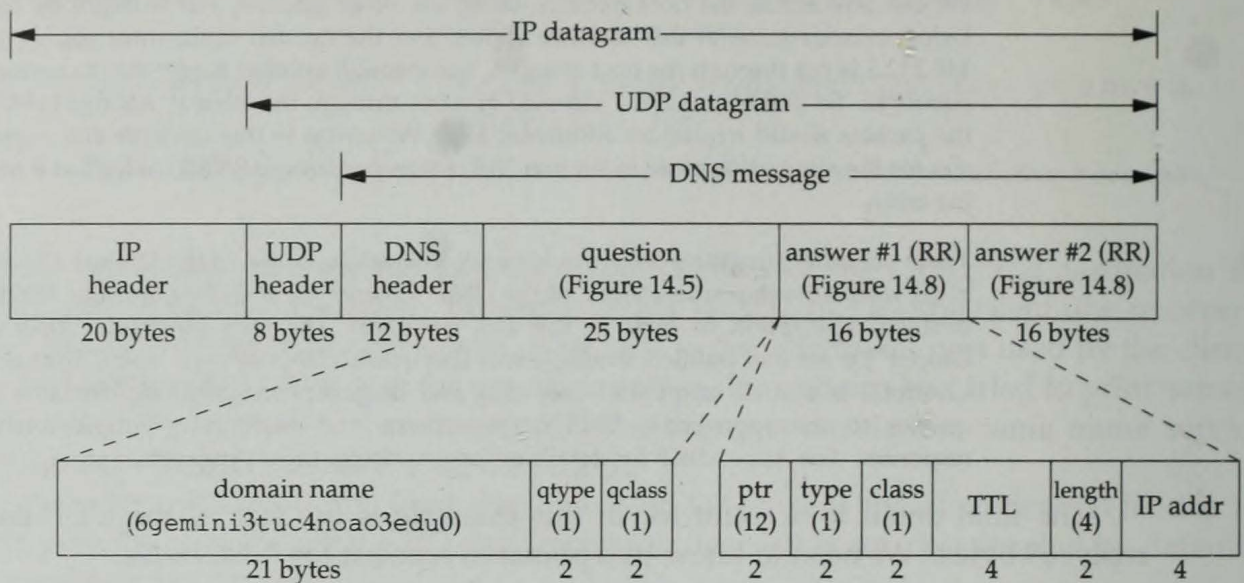 IP datagram
UDP datagram
DNS message
IP header
UDP header
DNS header
question (Figure 14.5)
answer #1 (RR) (Figure 14.8)
answer #2 (RR) (Figure 14.8)
20 bytes
8 bytes
12 bytes
25 bytes
16 bytes
16 bytes
domain name (6gemini3tuc4noao3edu0)
qtype (1)
qclass (1)
ptr (12)
type (1)
class (1)
TTL
length (4)
IP addr
21 bytes
2
2
2
2
2
4
2
4